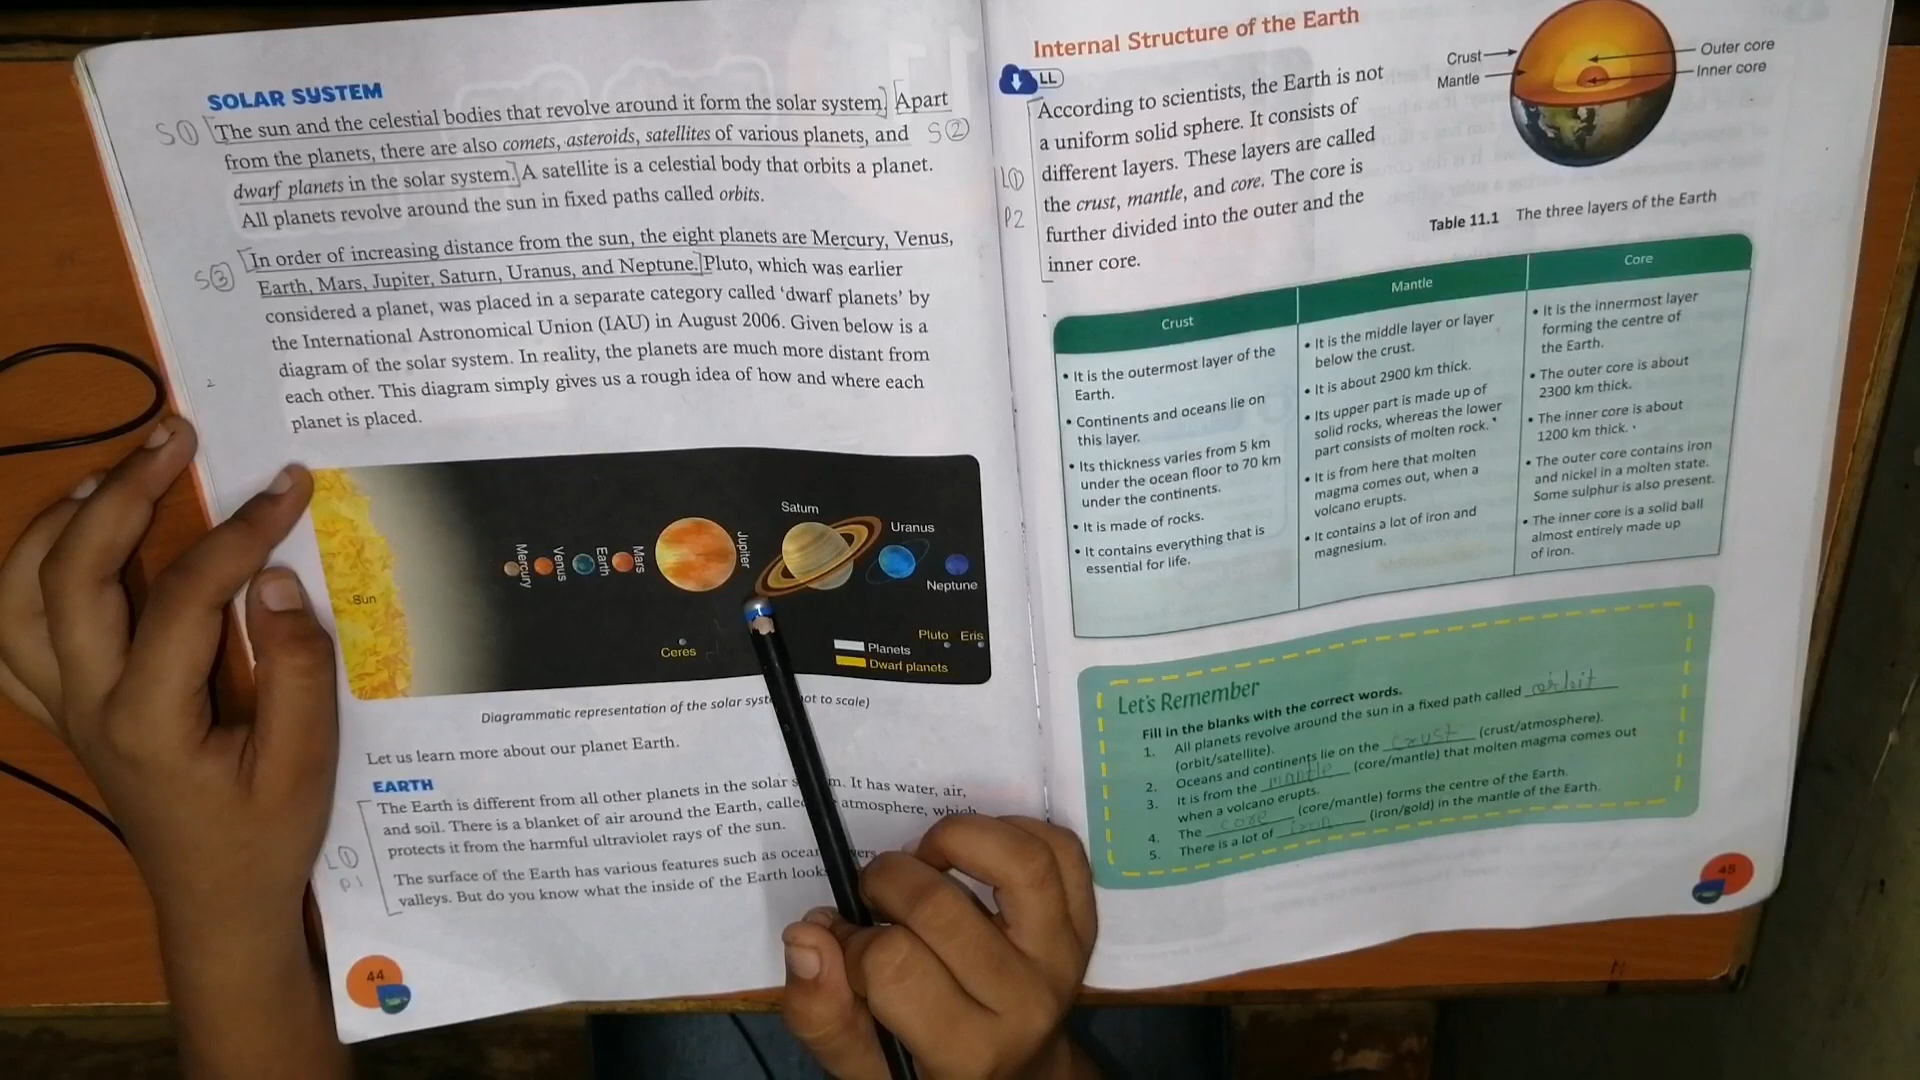 SOLAR SYSTEM
S① The sun and the celestial bodies that revolve around it form the solar system. Apart
from the planets, there are also comets, asteroids, satellites of various planets, and S②
dwarf planets in the solar system. A satellite is a celestial body that orbits a planet.
All planets revolve around the sun in fixed paths called orbits.
S③ In order of increasing distance from the sun, the eight planets are Mercury, Venus,
Earth, Mars, Jupiter, Saturn, Uranus, and Neptune. Pluto, which was earlier
considered a planet, was placed in a separate category called ‘dwarf planets’ by
the International Astronomical Union (IAU) in August 2006. Given below is a
diagram of the solar system. In reality, the planets are much more distant from
each other. This diagram simply gives us a rough idea of how and where each
planet is placed.
2
Sun
Mercury
Venus
Earth
Mars
Jupiter
Saturn
Uranus
Neptune
Ceres
Pluto Eris
Planets
Dwarf planets
Diagrammatic representation of the solar ot to scale)
Let us learn more about our planet Earth.
EARTH
The Earth is different from all other planets in the solar m. It has water, air,
and soil. There is a blanket of air around the Earth, called atmosphere, which
protects it from the harmful ultraviolet rays of the sun.
L①
P1
The surface of the Earth has various features such as
valleys. But do you know what the inside of the Earth
44
Internal Structure of the Earth
LL
According to scientists, the Earth is not
a uniform solid sphere. It consists of
L① different layers. These layers are called
the crust, mantle, and core. The core is
P2 further divided into the outer and the
inner core.
Crust
Mantle
Outer core
Inner core
Table 11.1 The three layers of the Earth
Crust
• It is the outermost layer of the
Earth.
• Continents and oceans lie on
this layer.
• Its thickness varies from 5 km
under the ocean floor to 70 km
under the continents.
• It is made of rocks.
• It contains everything that is
essential for life.
Mantle
• It is the middle layer or layer
below the crust.
• It is about 2900 km thick.
• Its upper part is made up of
solid rocks, whereas the lower
part consists of molten rock.
• It is from here that molten
magma comes out, when a
volcano erupts.
• It contains a lot of iron and
magnesium.
Core
• It is the innermost layer
forming the centre of
the Earth.
• The outer core is about
2300 km thick.
• The inner core is about
1200 km thick.
• The outer core contains iron
and nickel in a molten state.
Some sulphur is also present.
• The inner core is a solid ball
almost entirely made up
of iron.
Let’s Remember
Fill in the blanks with the correct words.
1. All planets revolve around the sun in a fixed path called orbit
(orbit/satellite).
2. Oceans and continents lie on the crust (crust/atmosphere).
3. It is from the mantle (core/mantle) that molten magma comes out
when a volcano erupts.
4. The core (core/mantle) forms the centre of the Earth.
5. There is a lot of iron (iron/gold) in the mantle of the Earth.
45